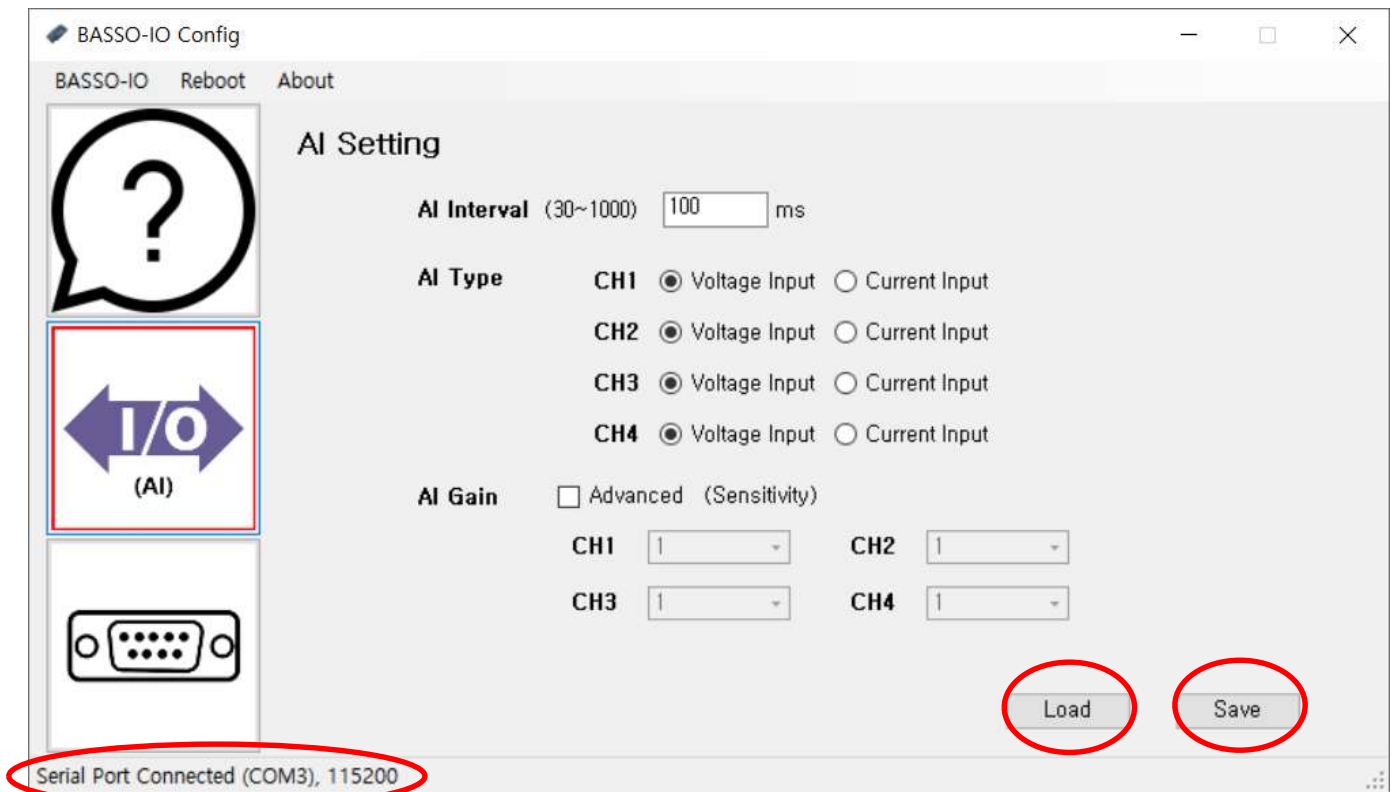 BASSO-IO Config
BASSO-IO Reboot About
?
AI Setting
AI Interval (30~1000) 100 ms
AI Type CH1 Voltage Input Current Input
CH2 Voltage Input Current Input
CH3 Voltage Input Current Input
CH4 Voltage Input Current Input
I/O
(AI)
AI Gain Advanced (Sensitivity)
CH1 1 CH2 1
CH3 1 CH4 1
Load Save
Serial Port Connected (COM3), 115200